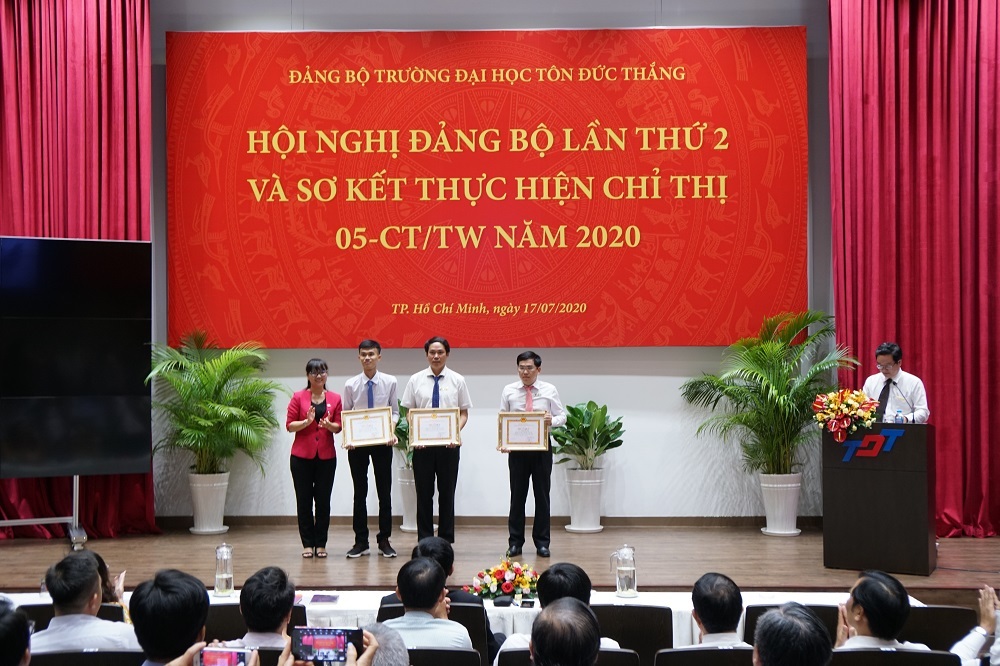 ĐẢNG BỘ TRƯỜNG ĐẠI HỌC TÔN ĐỨC THẮNG
HỘI NGHỊ ĐẢNG BỘ LẦN THỨ 2
VÀ SƠ KẾT THỰC HIỆN CHỈ THỊ
05-CT/TW NĂM 2020
TP. Hồ Chí Minh, ngày 17/07/2020
TDT